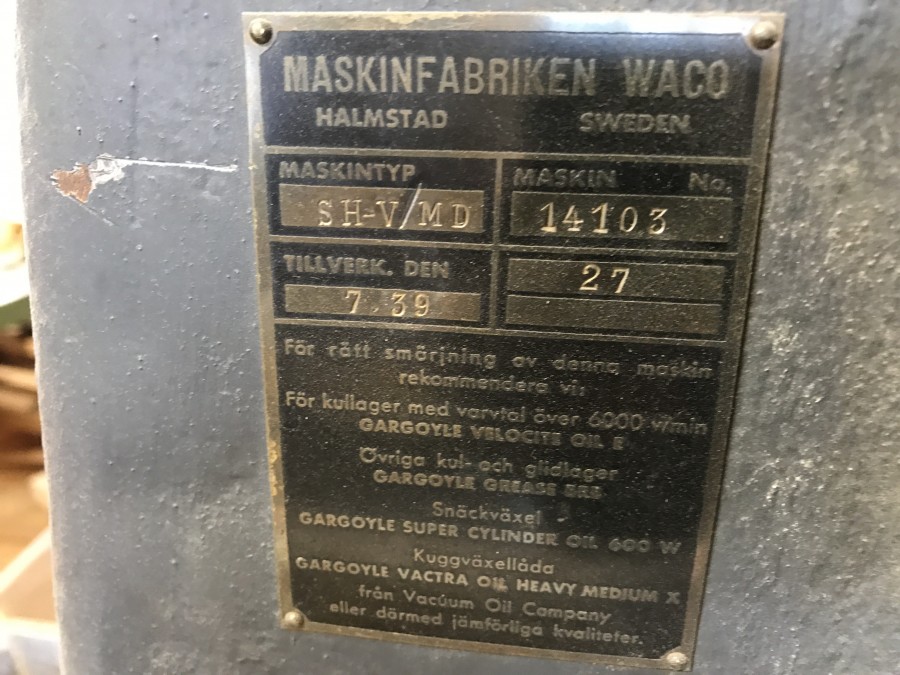 MASKINFABRIKEN WACO
HALMSTAD SWEDEN
MASKINTYP MASKIN No.
SH-V/MD 14103
TILLVERK. DEN 27
7.39
För rätt smörjning av denna maskin
rekommendera vi:
För kullager med varvtal över 6000 v/min
GARGOYLE VELOCITE OIL E
Övriga kul- och glidlager
GARGOYLE GREASE BRB
Snäckväxel
GARGOYLE SUPER CYLINDER OIL 600 W
Kuggväxellåda
GARGOYLE VACTRA OIL HEAVY MEDIUM X
från Vacúum Oil Company
eller därmed jämförliga kvaliteter.